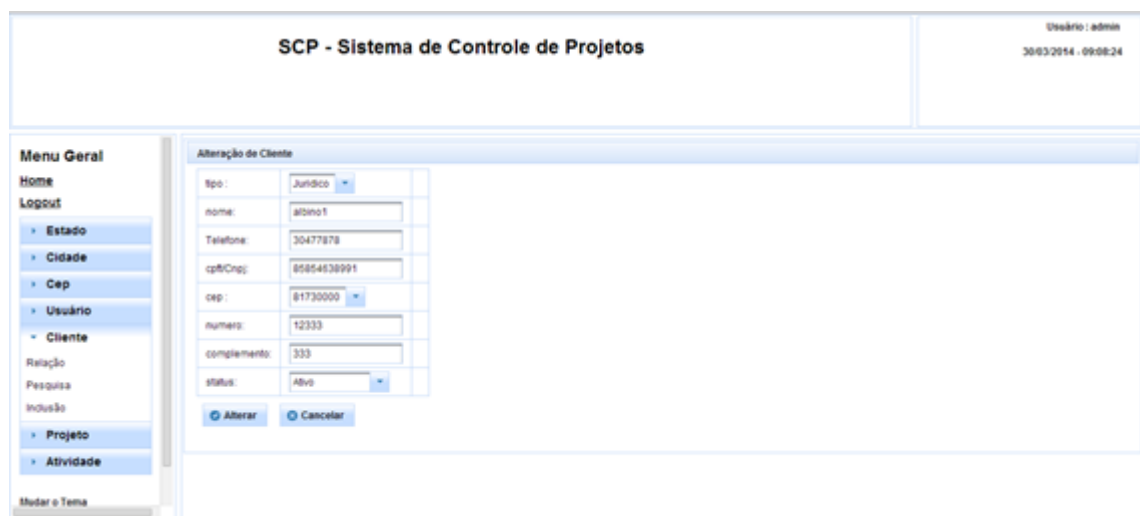 SCP - Sistema de Controle de Projetos
Usuário : admin
30/03/2014 - 09:08:24
Menu Geral
Home
Logout
Estado
Cidade
Cep
Usuário
Cliente
Relação
Pesquisa
Inclusão
Projeto
Atividade
Mudar o Tema
Alteração de Cliente
tipo : Jurídico
nome: albino1
Telefone: 30477878
cpf/Cnpj: 85854638991
cep : 81730000
numero: 12333
complemento: 333
status: Ativo
Alterar Cancelar